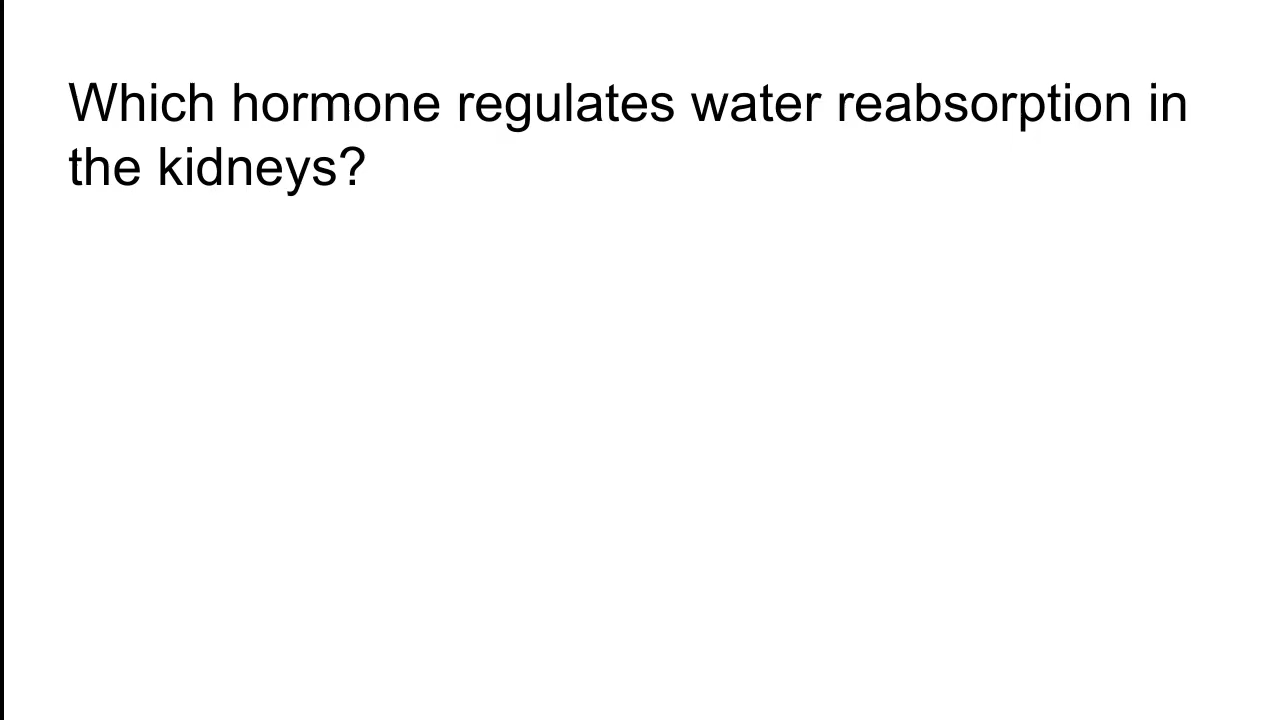 Which hormone regulates water reabsorption in
the kidneys?